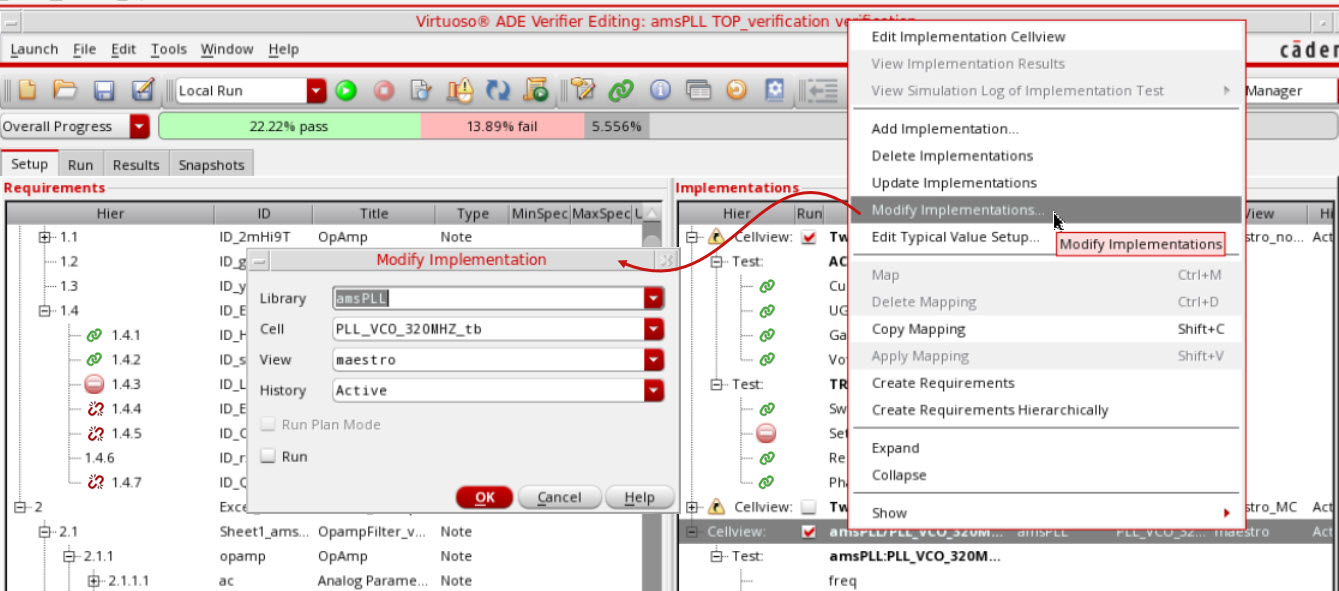 Virtuoso® ADE Verifier Editing: amsPLL TOP_verification
Launch File Edit Tools Window Help
Local Run
Manager
Overall Progress
22.22% pass
13.89% fail
5.556%
Setup Run Results Snapshots
Requirements
Hier ID Title Type MinSpec MaxSpec
1.1 ID_2mHi9T OpAmp Note
1.2 ID_g
1.3 ID_y
1.4 ID_E
1.4.1 ID_H
1.4.2 ID_s
1.4.3 ID_L
1.4.4 ID_E
1.4.5 ID_C
1.4.6 ID_r
1.4.7 ID_C
2 Exce
2.1 Sheet1_ams... OpampFilter_v... Note
2.1.1 opamp OpAmp Note
2.1.1.1 ac Analog Parame... Note
Modify Implementation
Library amsPLL
Cell PLL_VCO_320MHZ_tb
View maestro
History Active
Run Plan Mode
Run
OK Cancel Help
Implementations
Hier Run View Hi
Cellview: Tw stro_no... Act
Test: AC
Cu
UG
Ga
Vo
Test: TR
Sw
Set
Re
Pha
Cellview: Tw stro_MC Act
Cellview: amsPLL/PLL_VCO_320M... amsPLL PLL_VCO_32... maestro Act
Test: amsPLL:PLL_VCO_320M...
freq
Edit Implementation Cellview
View Implementation Results
View Simulation Log of Implementation Test
Add Implementation...
Delete Implementations
Update Implementations
Modify Implementations...
Edit Typical Value Setup...
Modify Implementations
Map Ctrl+M
Delete Mapping Ctrl+D
Copy Mapping Shift+C
Apply Mapping Shift+V
Create Requirements
Create Requirements Hierarchically
Expand
Collapse
Show